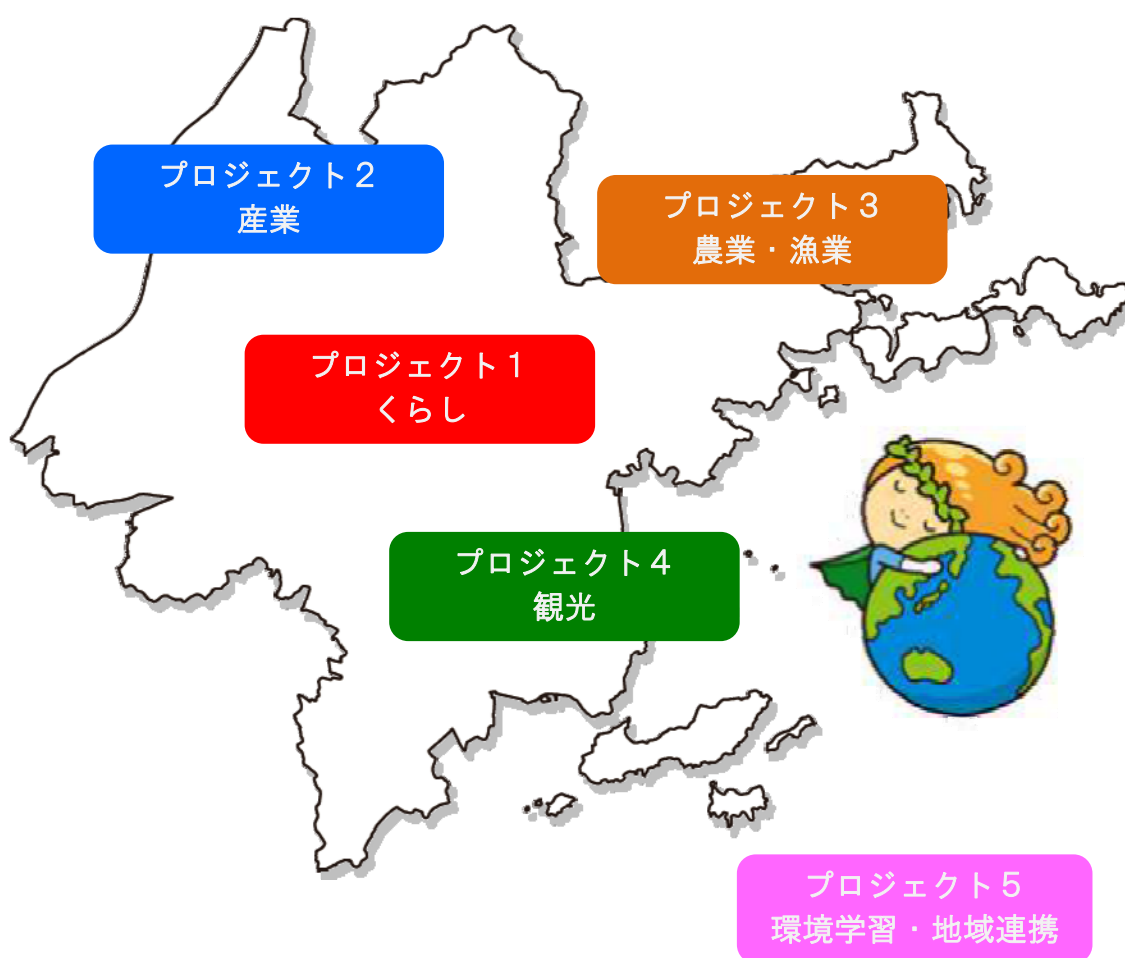 プロジェクト２
産業
プロジェクト３
農業・漁業
プロジェクト１
くらし
プロジェクト４
観光
プロジェクト５
環境学習・地域連携